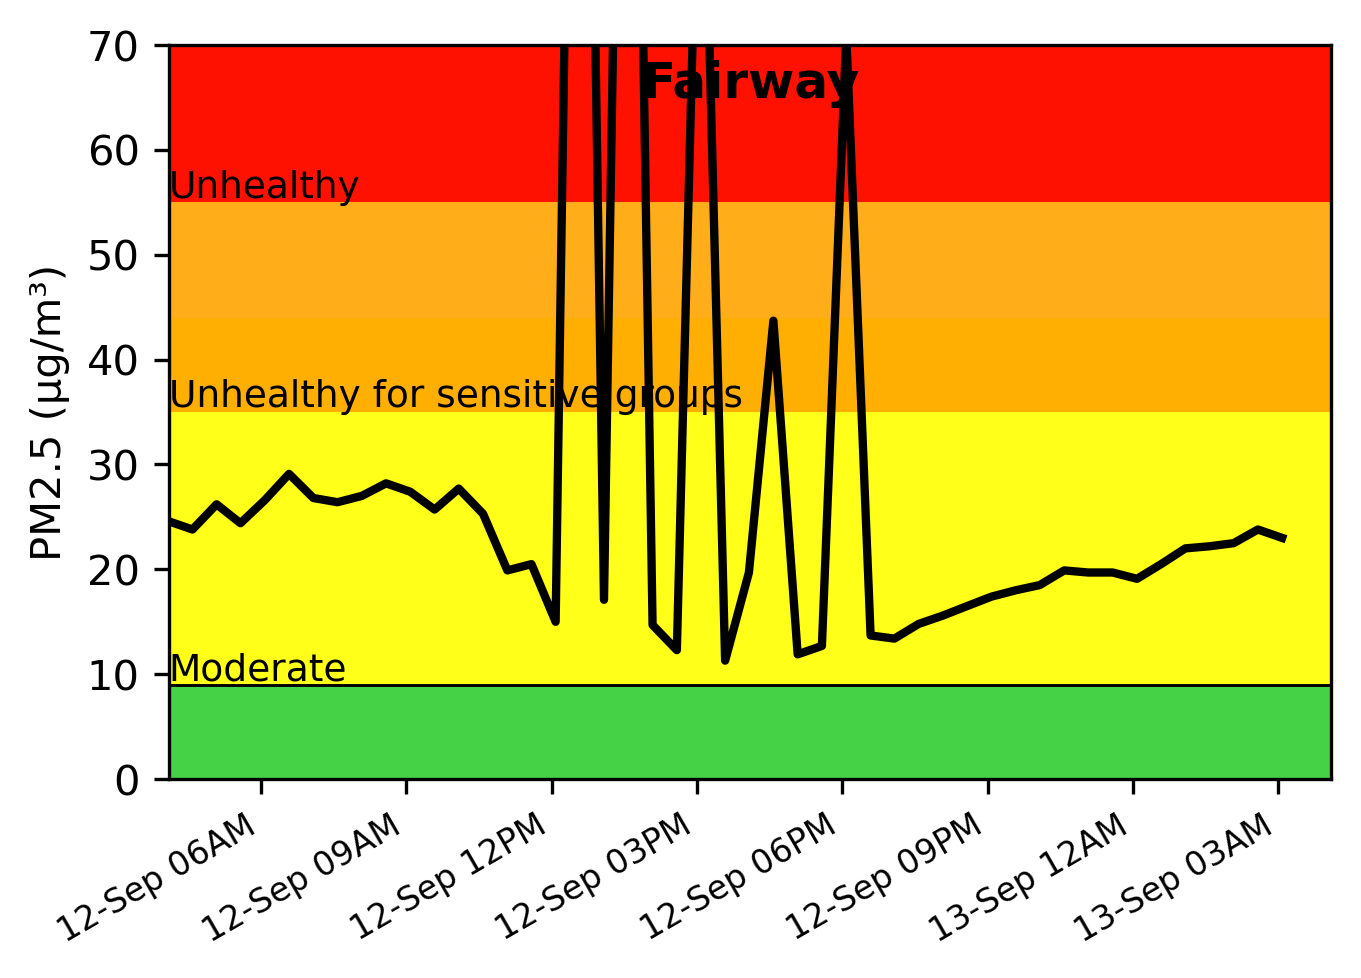 Fairway
PM2.5 (µg/m³)
70
60
50
40
30
20
10
0
Unhealthy
Unhealthy for sensitive groups
Moderate
12-Sep 06AM
12-Sep 09AM
12-Sep 12PM
12-Sep 03PM
12-Sep 06PM
12-Sep 09PM
13-Sep 12AM
13-Sep 03AM